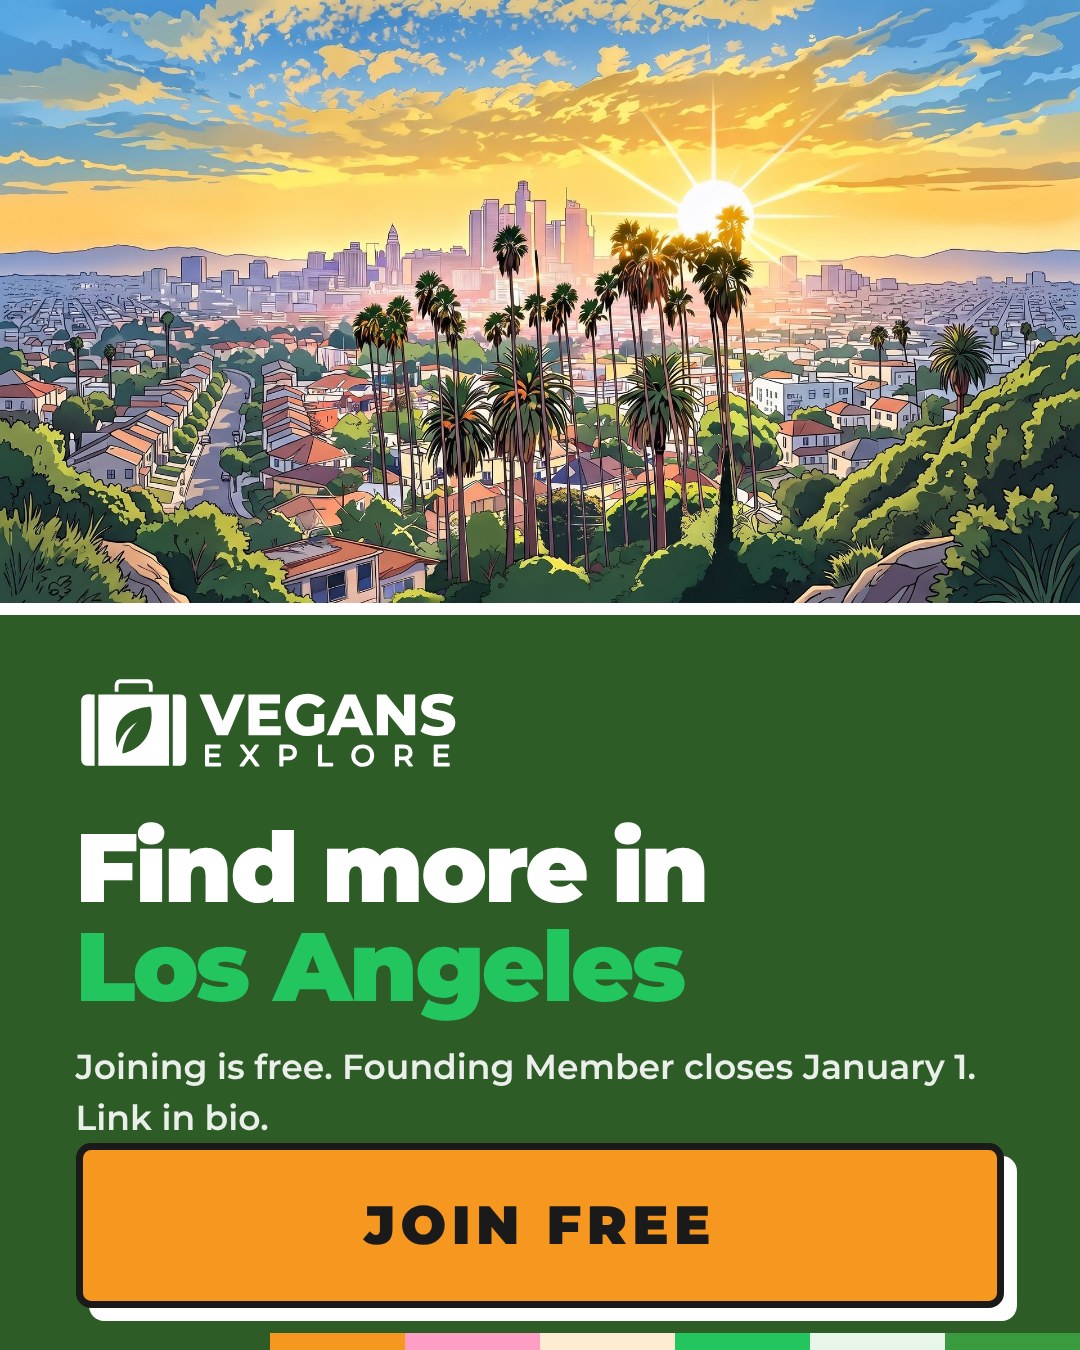 VEGANS
EXPLORE
Find more in
Los Angeles
Joining is free. Founding Member closes January 1.
Link in bio.
JOIN FREE